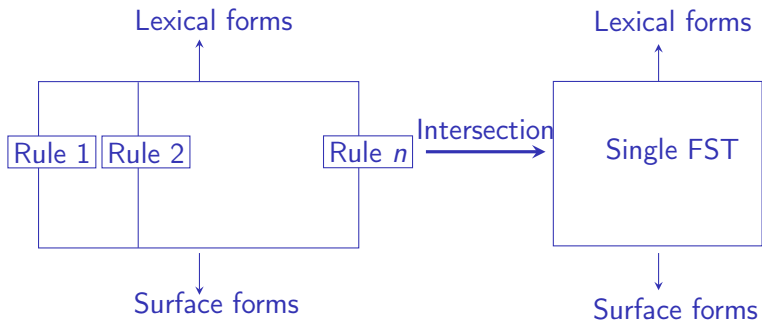 Lexical forms
Lexical forms
Rule 1
Rule 2
Rule n
Intersection
Single FST
Surface forms
Surface forms